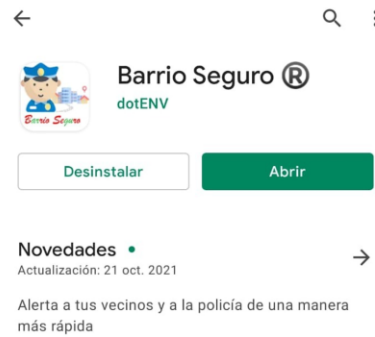 Barrio Seguro ®
dotENV
Barrio Seguro
Desinstalar
Abrir
Novedades •
Actualización: 21 oct. 2021
Alerta a tus vecinos y a la policía de una manera
más rápida